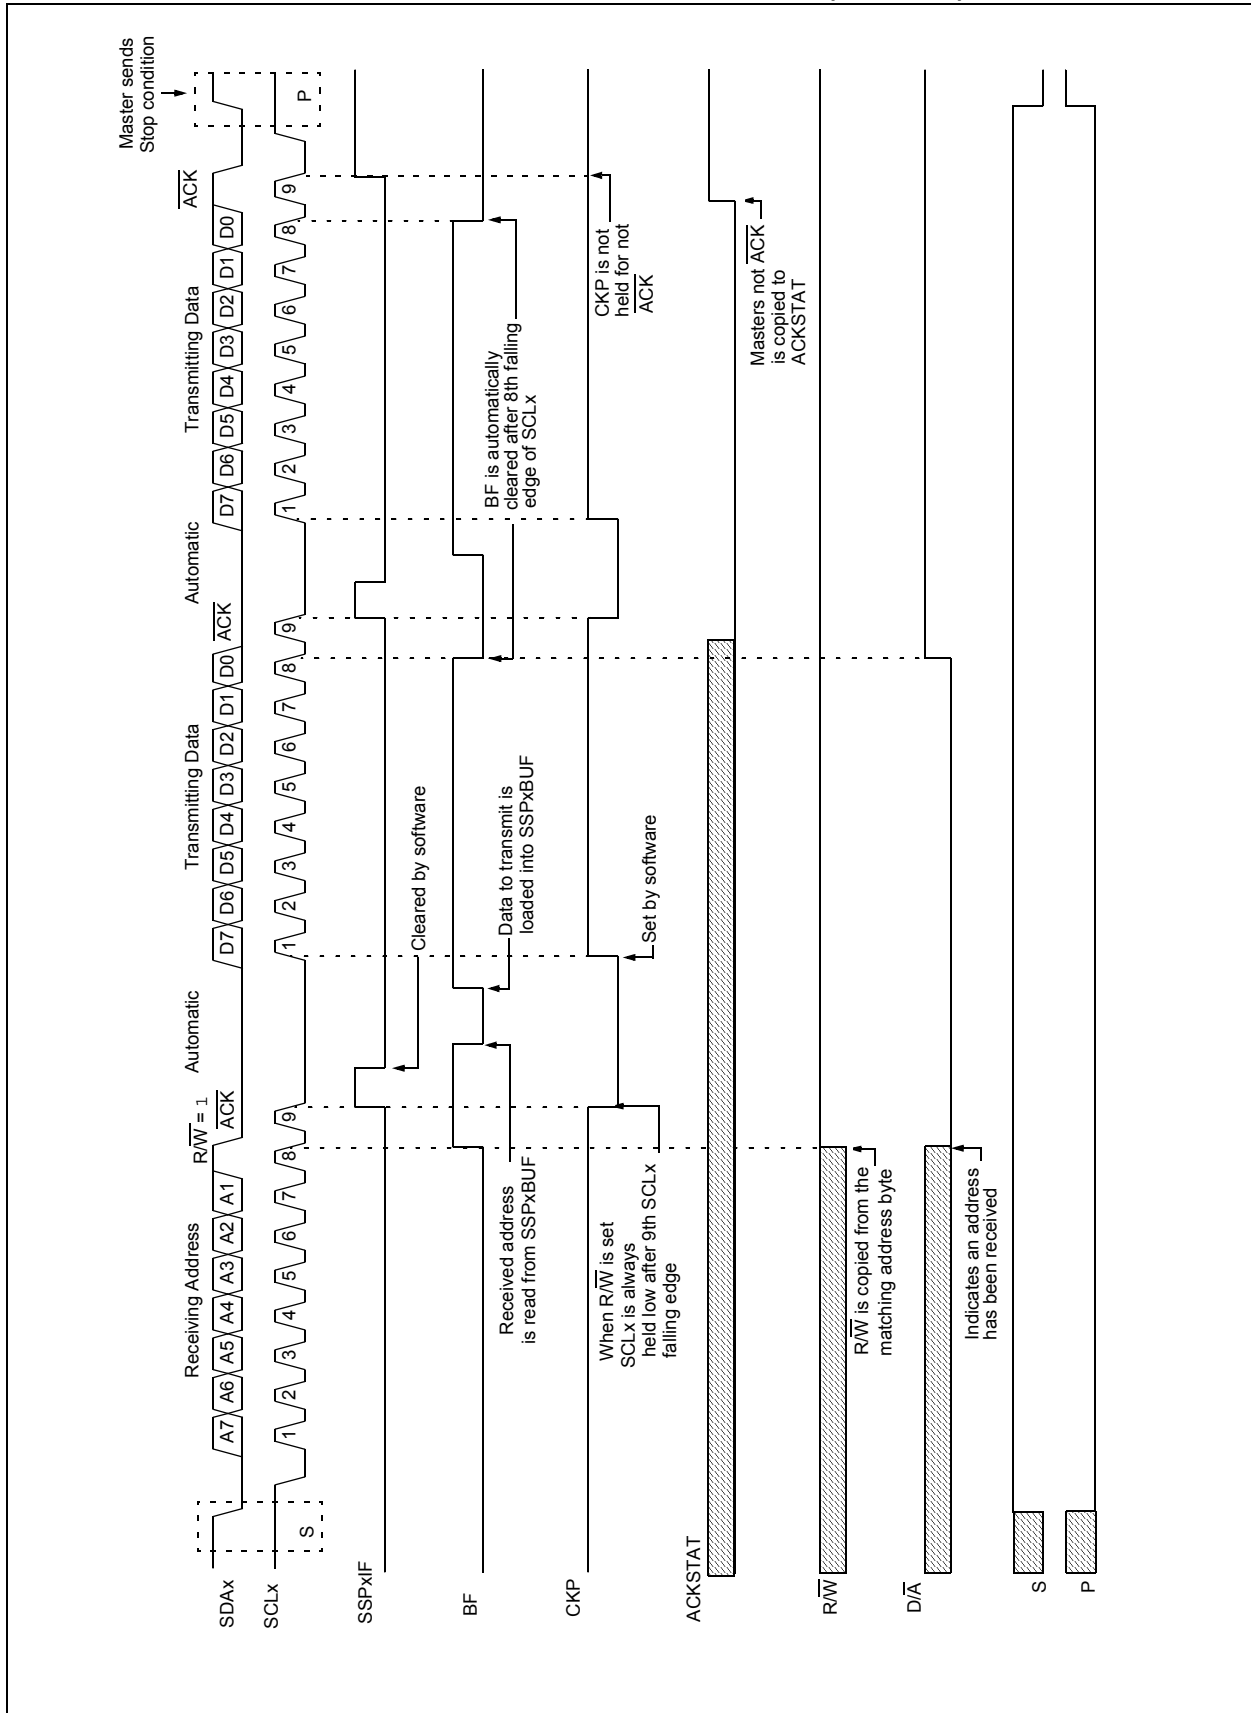 Master sends
Stop condition
Receiving Address
R/W = 1
Automatic
Transmitting Data
Automatic
Transmitting Data
ACK
ACK
ACK
SDAx
A7 A6 A5 A4 A3 A2 A1
D7 D6 D5 D4 D3 D2 D1 D0
D7 D6 D5 D4 D3 D2 D1 D0
SCLx
S
1 2 3 4 5 6 7 8 9
1 2 3 4 5 6 7 8 9
1 2 3 4 5 6 7 8 9
P
SSPxIF
Cleared by software
BF
Received address
is read from SSPxBUF
Data to transmit is
loaded into SSPxBUF
BF is automatically
cleared after 8th falling
edge of SCLx
CKP
When R/W is set
SCLx is always
held low after 9th SCLx
falling edge
Set by software
CKP is not
held for not
ACK
ACKSTAT
Masters not ACK
is copied to
ACKSTAT
R/W
R/W is copied from the
matching address byte
D/A
Indicates an address
has been received
S
P